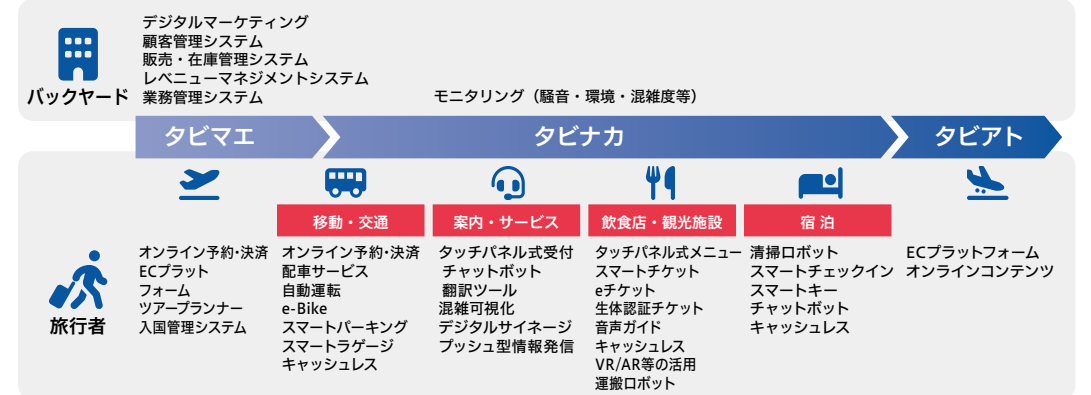 デジタルマーケティング
顧客管理システム
販売・在庫管理システム
レベニューマネジメントシステム
業務管理システム
バックヤード
モニタリング（騒音・環境・混雑度等）
タビマエ
タビナカ
タビアト
移動・交通
案内・サービス
飲食店・観光施設
宿 泊
旅行者
オンライン予約・決済
ECプラット
フォーム
ツアープランナー
入国管理システム
オンライン予約・決済
配車サービス
自動運転
e-Bike
スマートパーキング
スマートラゲージ
キャッシュレス
タッチパネル式受付
チャットボット
翻訳ツール
混雑可視化
デジタルサイネージ
プッシュ型情報発信
タッチパネル式メニュー
スマートチケット
eチケット
生体認証チケット
音声ガイド
キャッシュレス
VR/AR等の活用
運搬ロボット
清掃ロボット
スマートチェックイン
スマートキー
チャットボット
キャッシュレス
ECプラットフォーム
オンラインコンテンツ